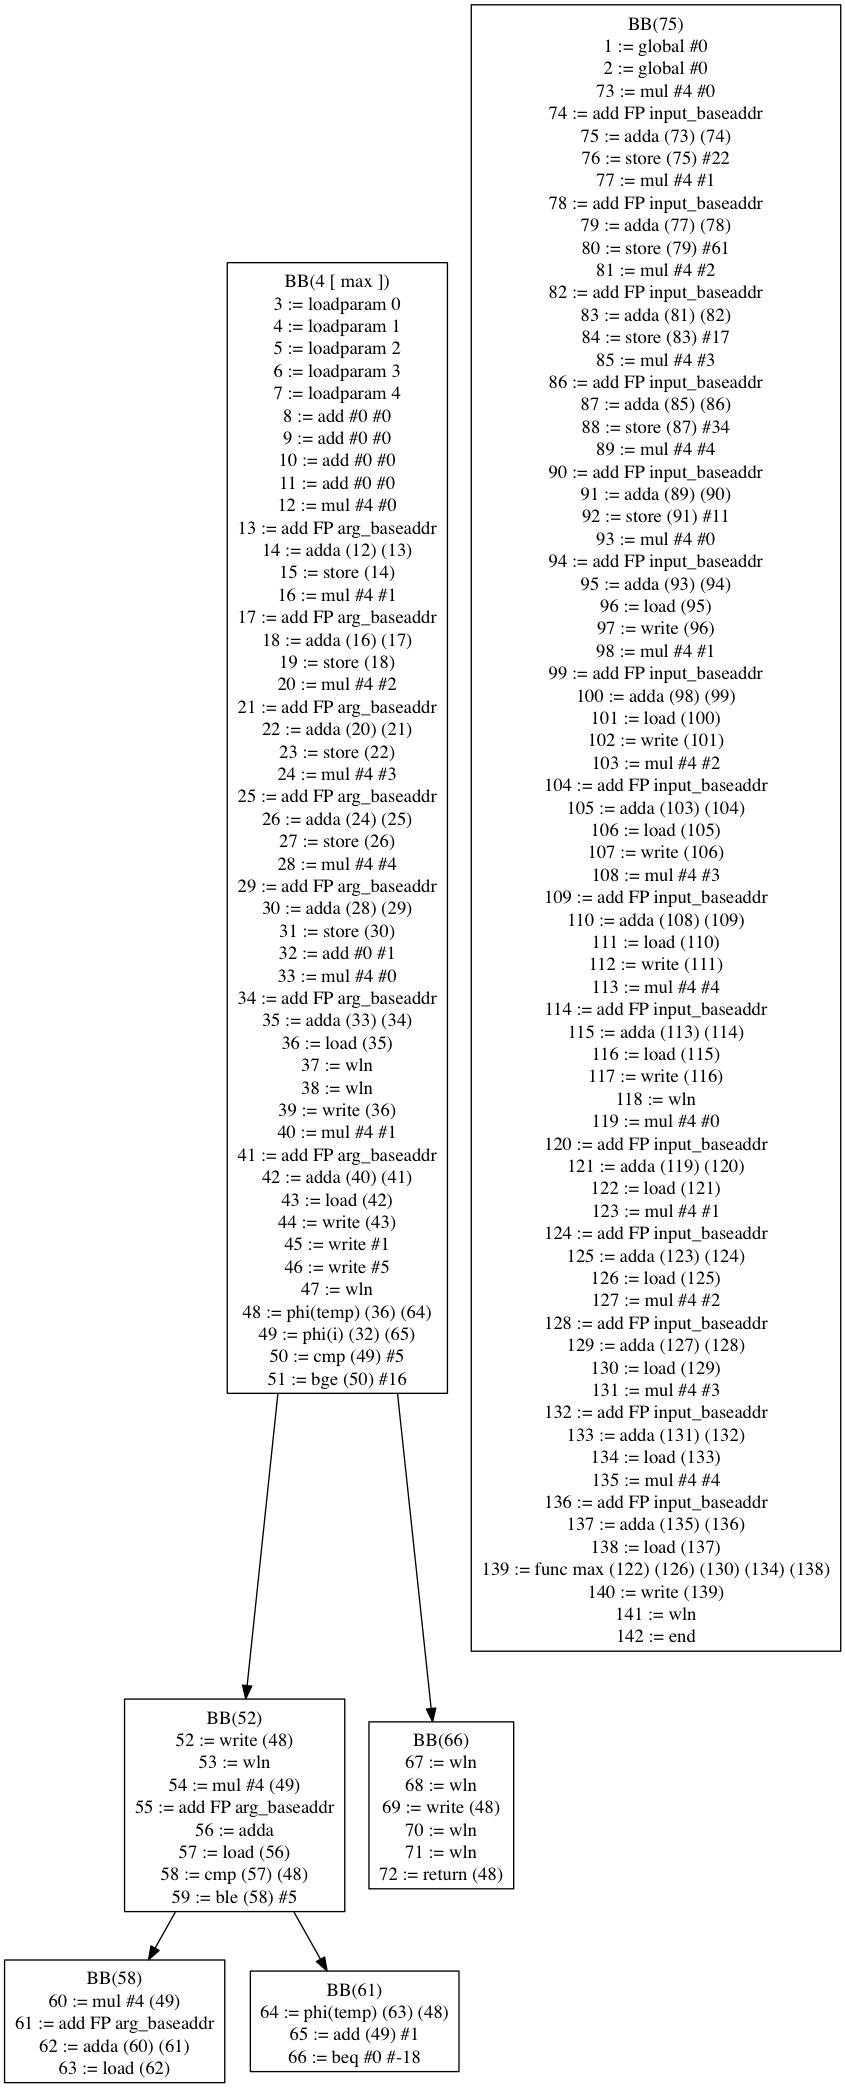 BB(75)
1 := global #0
2 := global #0
73 := mul #4 #0
74 := add FP input_baseaddr
75 := adda (73) (74)
76 := store (75) #22
77 := mul #4 #1
78 := add FP input_baseaddr
79 := adda (77) (78)
80 := store (79) #61
81 := mul #4 #2
82 := add FP input_baseaddr
83 := adda (81) (82)
84 := store (83) #17
85 := mul #4 #3
86 := add FP input_baseaddr
87 := adda (85) (86)
88 := store (87) #34
89 := mul #4 #4
90 := add FP input_baseaddr
91 := adda (89) (90)
92 := store (91) #11
93 := mul #4 #0
94 := add FP input_baseaddr
95 := adda (93) (94)
96 := load (95)
97 := write (96)
98 := mul #4 #1
99 := add FP input_baseaddr
100 := adda (98) (99)
101 := load (100)
102 := write (101)
103 := mul #4 #2
104 := add FP input_baseaddr
105 := adda (103) (104)
106 := load (105)
107 := write (106)
108 := mul #4 #3
109 := add FP input_baseaddr
110 := adda (108) (109)
111 := load (110)
112 := write (111)
113 := mul #4 #4
114 := add FP input_baseaddr
115 := adda (113) (114)
116 := load (115)
117 := write (116)
118 := wln
119 := mul #4 #0
120 := add FP input_baseaddr
121 := adda (119) (120)
122 := load (121)
123 := mul #4 #1
124 := add FP input_baseaddr
125 := adda (123) (124)
126 := load (125)
127 := mul #4 #2
128 := add FP input_baseaddr
129 := adda (127) (128)
130 := load (129)
131 := mul #4 #3
132 := add FP input_baseaddr
133 := adda (131) (132)
134 := load (133)
135 := mul #4 #4
136 := add FP input_baseaddr
137 := adda (135) (136)
138 := load (137)
139 := func max (122) (126) (130) (134) (138)
140 := write (139)
141 := wln
142 := end
BB(4 [ max ])
3 := loadparam 0
4 := loadparam 1
5 := loadparam 2
6 := loadparam 3
7 := loadparam 4
8 := add #0 #0
9 := add #0 #0
10 := add #0 #0
11 := add #0 #0
12 := mul #4 #0
13 := add FP arg_baseaddr
14 := adda (12) (13)
15 := store (14)
16 := mul #4 #1
17 := add FP arg_baseaddr
18 := adda (16) (17)
19 := store (18)
20 := mul #4 #2
21 := add FP arg_baseaddr
22 := adda (20) (21)
23 := store (22)
24 := mul #4 #3
25 := add FP arg_baseaddr
26 := adda (24) (25)
27 := store (26)
28 := mul #4 #4
29 := add FP arg_baseaddr
30 := adda (28) (29)
31 := store (30)
32 := add #0 #1
33 := mul #4 #0
34 := add FP arg_baseaddr
35 := adda (33) (34)
36 := load (35)
37 := wln
38 := wln
39 := write (36)
40 := mul #4 #1
41 := add FP arg_baseaddr
42 := adda (40) (41)
43 := load (42)
44 := write (43)
45 := write #1
46 := write #5
47 := wln
48 := phi(temp) (36) (64)
49 := phi(i) (32) (65)
50 := cmp (49) #5
51 := bge (50) #16
BB(52)
52 := write (48)
53 := wln
54 := mul #4 (49)
55 := add FP arg_baseaddr
56 := adda
57 := load (56)
58 := cmp (57) (48)
59 := ble (58) #5
BB(66)
67 := wln
68 := wln
69 := write (48)
70 := wln
71 := wln
72 := return (48)
BB(58)
60 := mul #4 (49)
61 := add FP arg_baseaddr
62 := adda (60) (61)
63 := load (62)
BB(61)
64 := phi(temp) (63) (48)
65 := add (49) #1
66 := beq #0 #-18